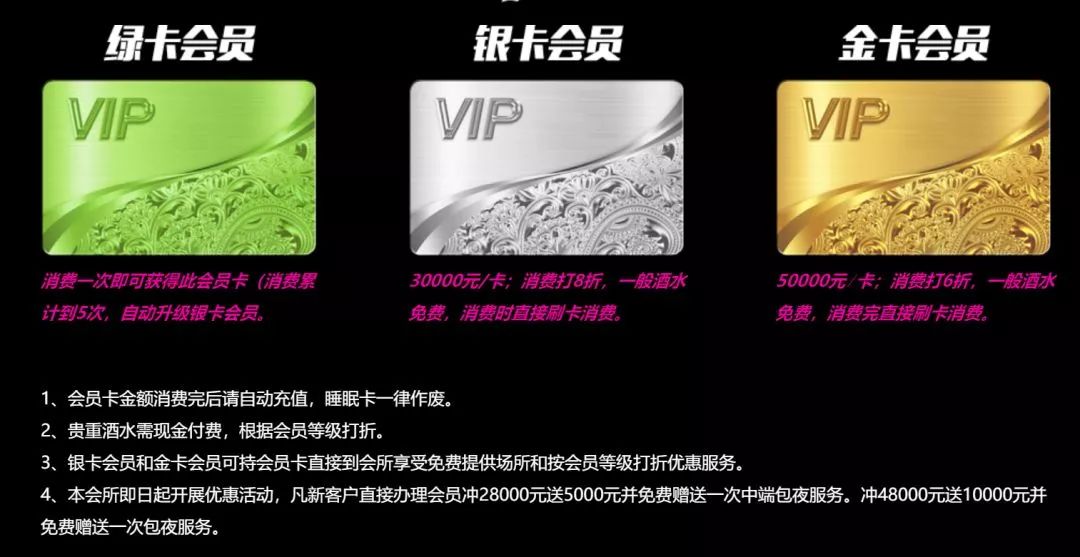 绿卡会员 银卡会员 金卡会员
VIP VIP VIP
消费一次即可获得此会员卡（消费累
计到5次，自动升级银卡会员。
30000元/卡；消费打8折，一般酒水
免费，消费时直接刷卡消费。
50000元/卡；消费打6折，一般酒水
免费，消费完直接刷卡消费。
1、会员卡金额消费完后请自动充值，睡眠卡一律作废。
2、贵重酒水需现金付费，根据会员等级打折。
3、银卡会员和金卡会员可持会员卡直接到会所享受免费提供场所和按会员等级打折优惠服务。
4、本会所即日起开展优惠活动，凡新客户直接办理会员冲28000元送5000元并免费赠送一次中端包夜服务。冲48000元送10000元并
免费赠送一次包夜服务。